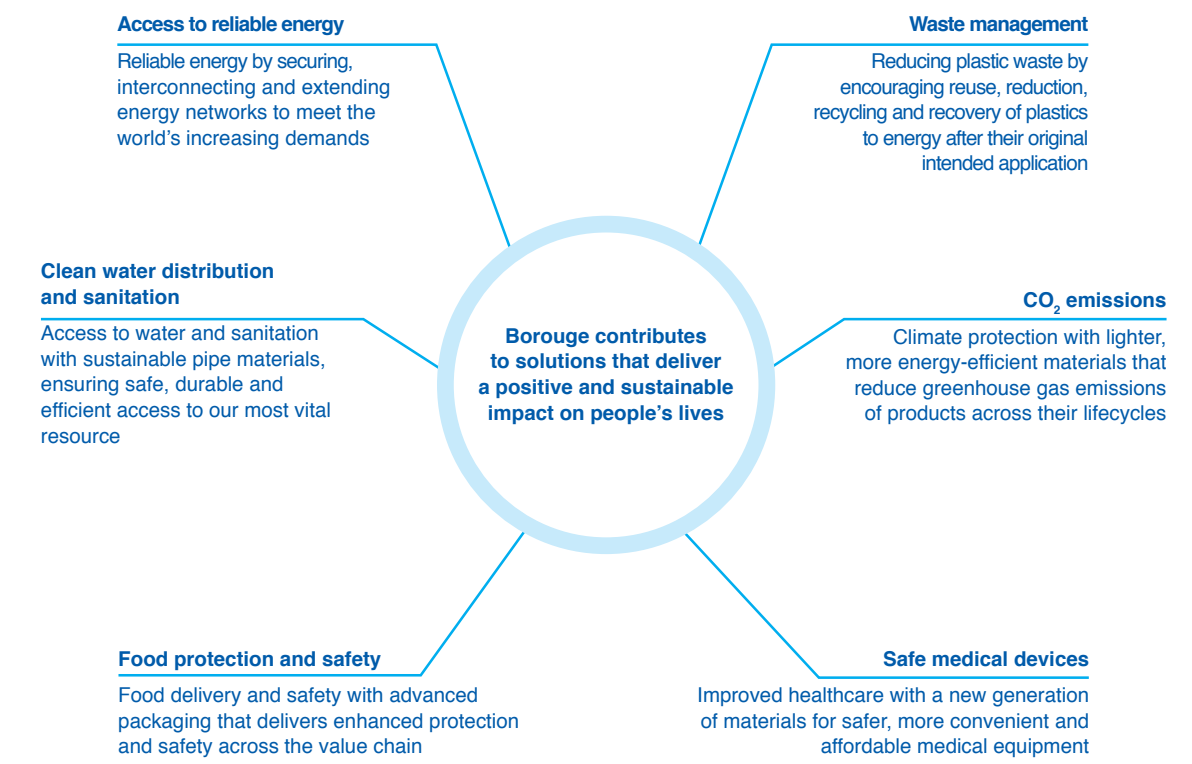 Access to reliable energy
Reliable energy by securing,
interconnecting and extending
energy networks to meet the
world's increasing demands
Waste management
Reducing plastic waste by
encouraging reuse, reduction,
recycling and recovery of plastics
to energy after their original
intended application
Clean water distribution
and sanitation
Access to water and sanitation
with sustainable pipe materials,
ensuring safe, durable and
efficient access to our most vital
resource
Borouge contributes
to solutions that deliver
a positive and sustainable
impact on people's lives
CO₂ emissions
Climate protection with lighter,
more energy-efficient materials that
reduce greenhouse gas emissions
of products across their lifecycles
Food protection and safety
Food delivery and safety with advanced
packaging that delivers enhanced protection
and safety across the value chain
Safe medical devices
Improved healthcare with a new generation
of materials for safer, more convenient and
affordable medical equipment